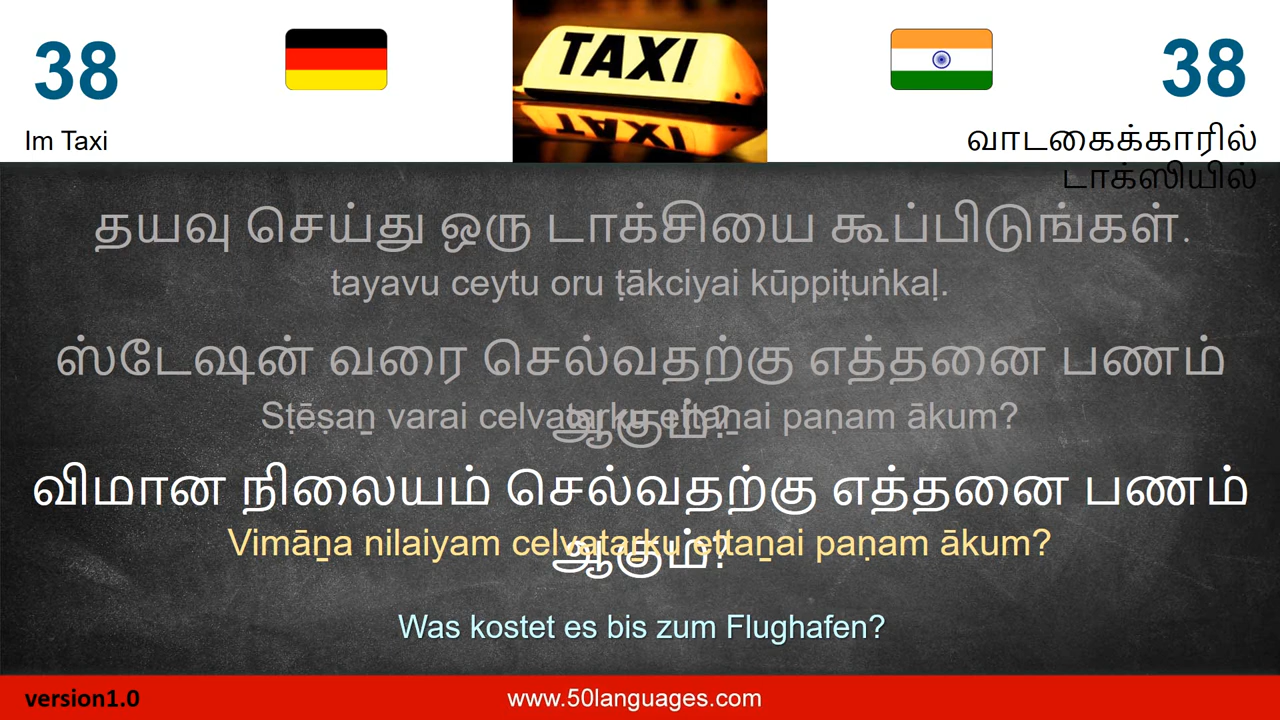 38
38
Im Taxi
TAXI
வாடகைக்காரில்
டாக்ஸியில்
தயவு செய்து ஒரு டாக்சியை கூப்பிடுங்கள்.
tayavu ceytu oru ṭākciyai kūppiṭuṅkaḷ.
ஸ்டேஷன் வரை செல்வதற்கு எத்தனை பணம்
ஆகும்?
Sṭēṣaṉ varai celvataṟku ettaṉai paṇam ākum?
விமான நிலையம் செல்வதற்கு எத்தனை பணம்
ஆகும்?
Vimāṉa nilaiyam celvataṟku ettaṉai paṇam ākum?
Was kostet es bis zum Flughafen?
version1.0
www.50languages.com